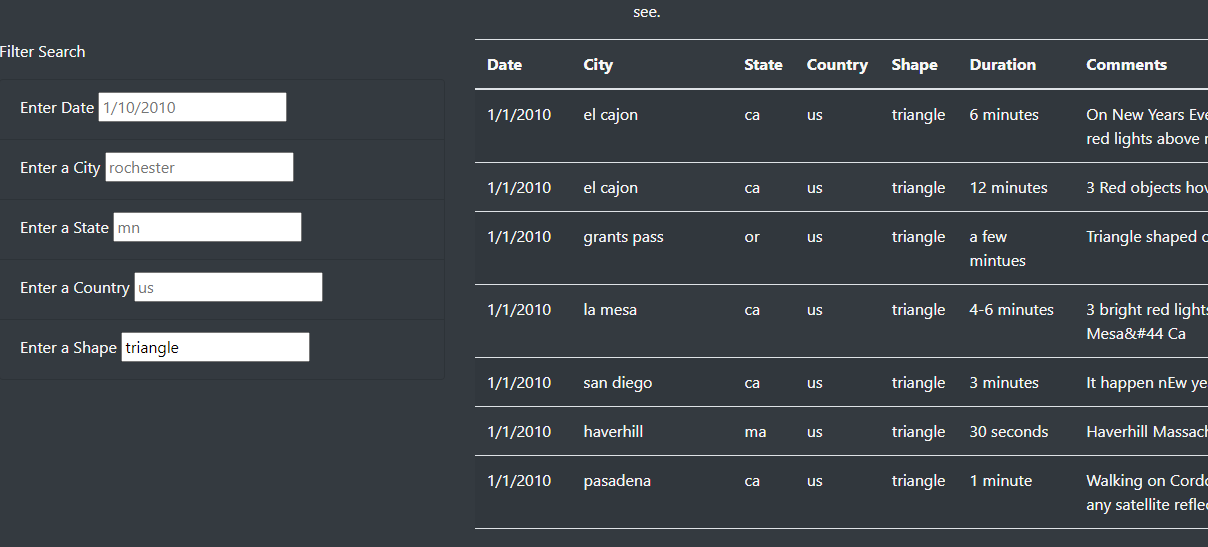 see.
Filter Search
Enter Date 1/10/2010
Enter a City rochester
Enter a State mn
Enter a Country us
Enter a Shape triangle
Date City State Country Shape Duration Comments
1/1/2010 el cajon ca us triangle 6 minutes On New Years Eve
red lights above
1/1/2010 el cajon ca us triangle 12 minutes 3 Red objects
1/1/2010 grants pass or us triangle a few Triangle shaped
mintues
1/1/2010 la mesa ca us triangle 4-6 minutes 3 bright red lights
Mesa&#44 Ca
1/1/2010 san diego ca us triangle 3 minutes It happen nEw
1/1/2010 haverhill ma us triangle 30 seconds Haverhill
1/1/2010 pasadena ca us triangle 1 minute Walking on
any satellite